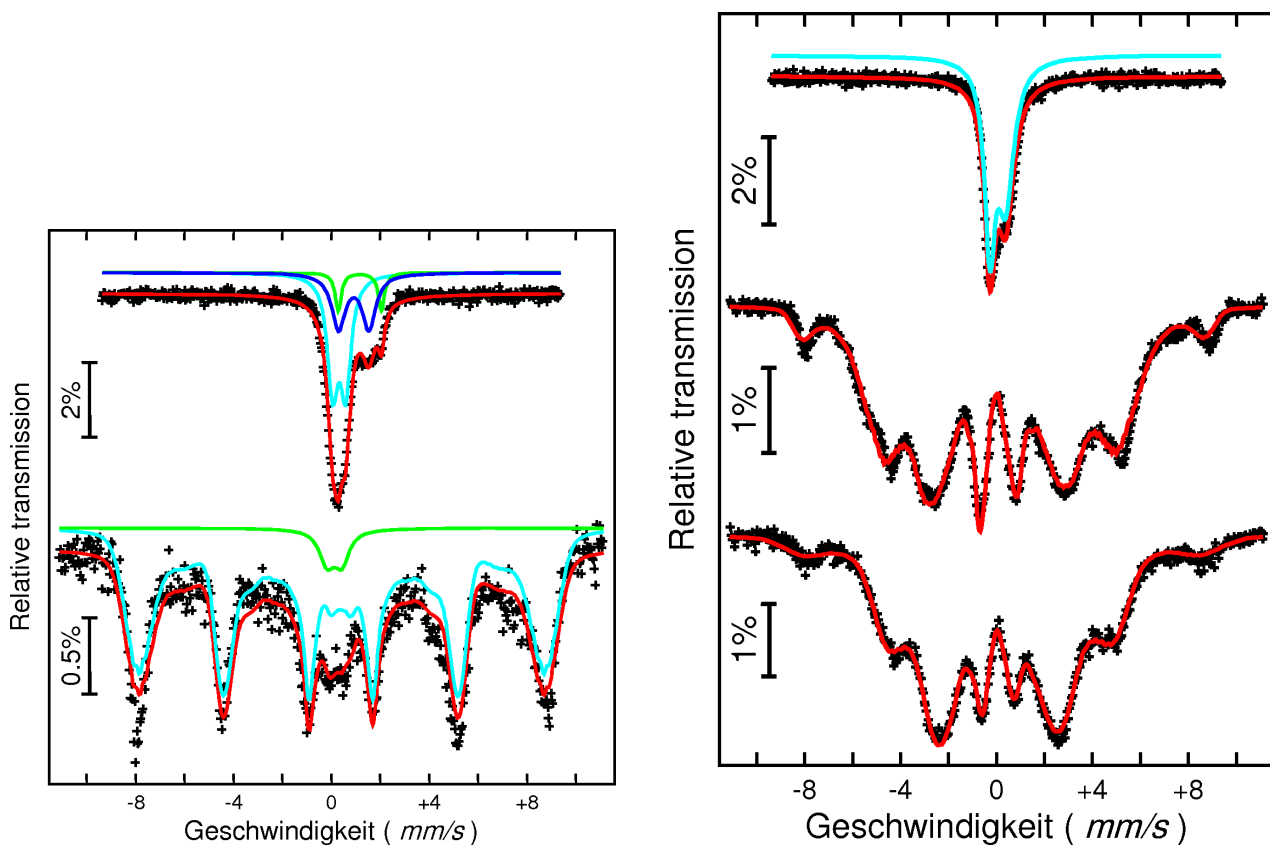 Relative transmission
2%
0.5%
-8 -4 0 +4 +8
Geschwindigkeit ( mm/s )
Relative transmission
2%
1%
1%
-8 -4 0 +4 +8
Geschwindigkeit ( mm/s )